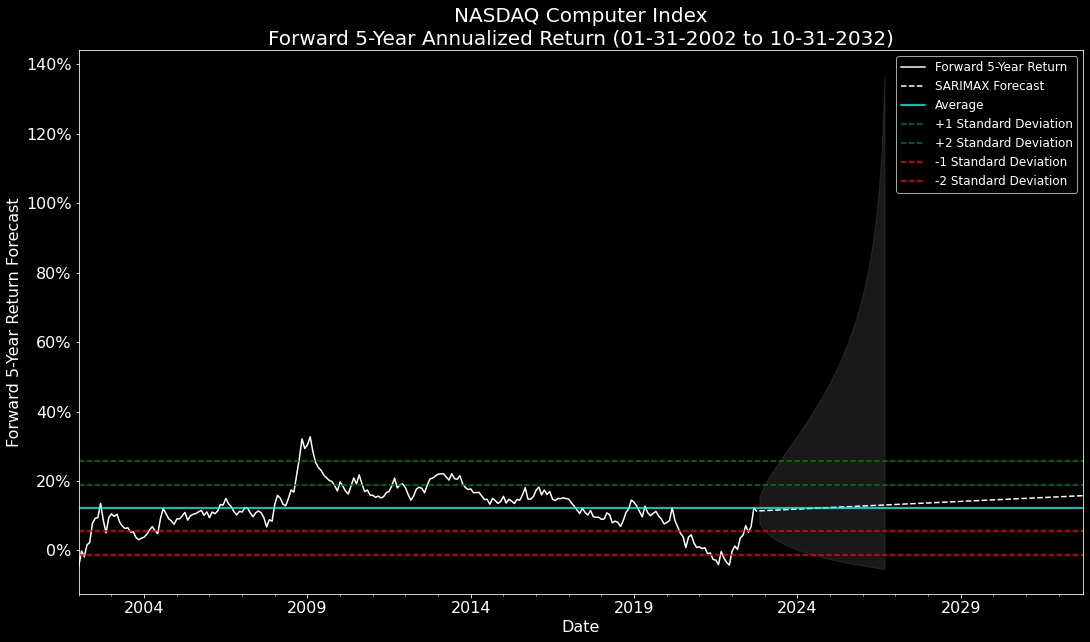 NASDAQ Computer Index
Forward 5-Year Annualized Return (01-31-2002 to 10-31-2032)
Forward 5-Year Return
SARIMAX Forecast
Average
+1 Standard Deviation
+2 Standard Deviation
-1 Standard Deviation
-2 Standard Deviation
Forward 5-Year Return Forecast
140%
120%
100%
80%
60%
40%
20%
0%
2004
2009
2014
2019
2024
2029
Date